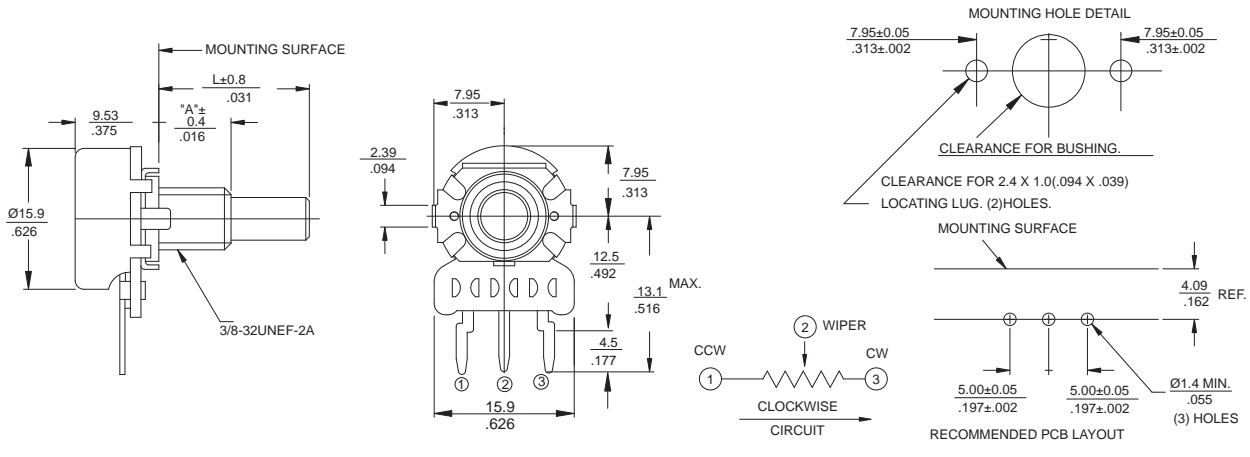 MOUNTING SURFACE
L±0.8
.031
"A"±
0.4
.016
9.53
.375
Ø15.9
.626
3/8-32UNEF-2A
7.95
.313
2.39
.094
7.95
.313
12.5
.492
13.1
.516
MAX.
4.5
.177
1
2
3
15.9
.626
CCW
1
2
WIPER
CW
3
CLOCKWISE
CIRCUIT
MOUNTING HOLE DETAIL
7.95±0.05
.313±.002
7.95±0.05
.313±.002
CLEARANCE FOR BUSHING.
CLEARANCE FOR 2.4 X 1.0(.094 X .039)
LOCATING LUG. (2)HOLES.
MOUNTING SURFACE
4.09
.162
REF.
5.00±0.05
.197±.002
5.00±0.05
.197±.002
Ø1.4 MIN.
.055
(3) HOLES
RECOMMENDED PCB LAYOUT